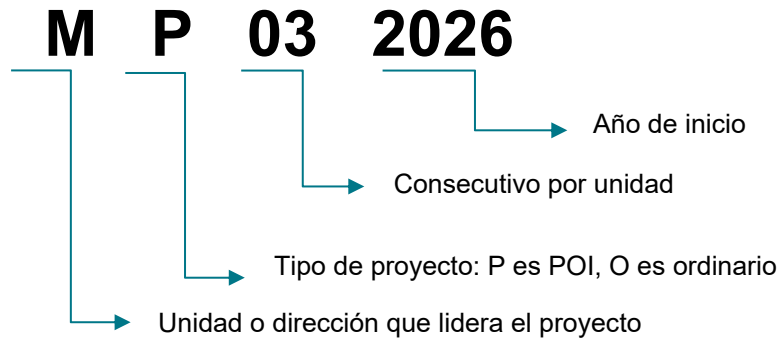 M P 03 2026
Año de inicio
Consecutivo por unidad
Tipo de proyecto: P es POI, O es ordinario
Unidad o dirección que lidera el proyecto